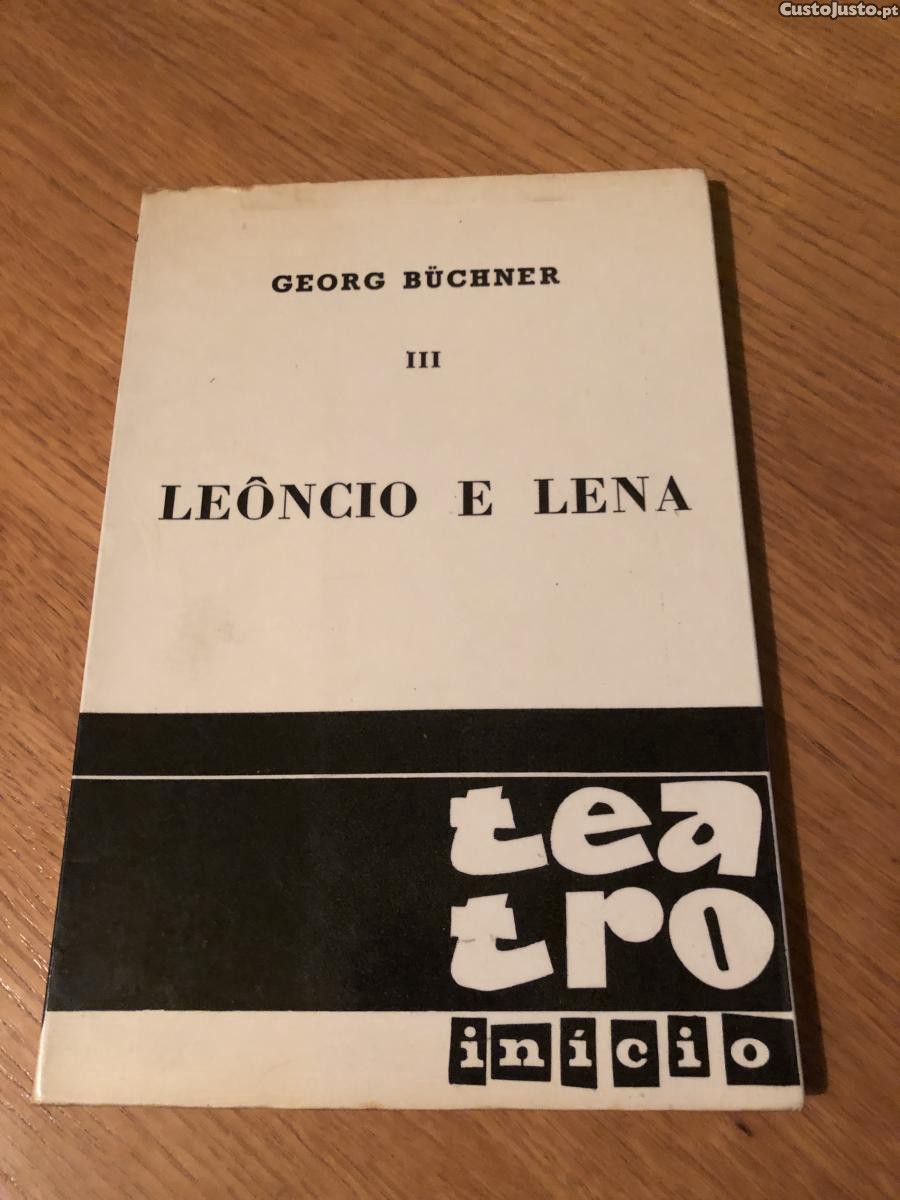 CustoJusto.pt
GEORG BÜCHNER
III
LEÔNCIO E LENA
tea
tro
início